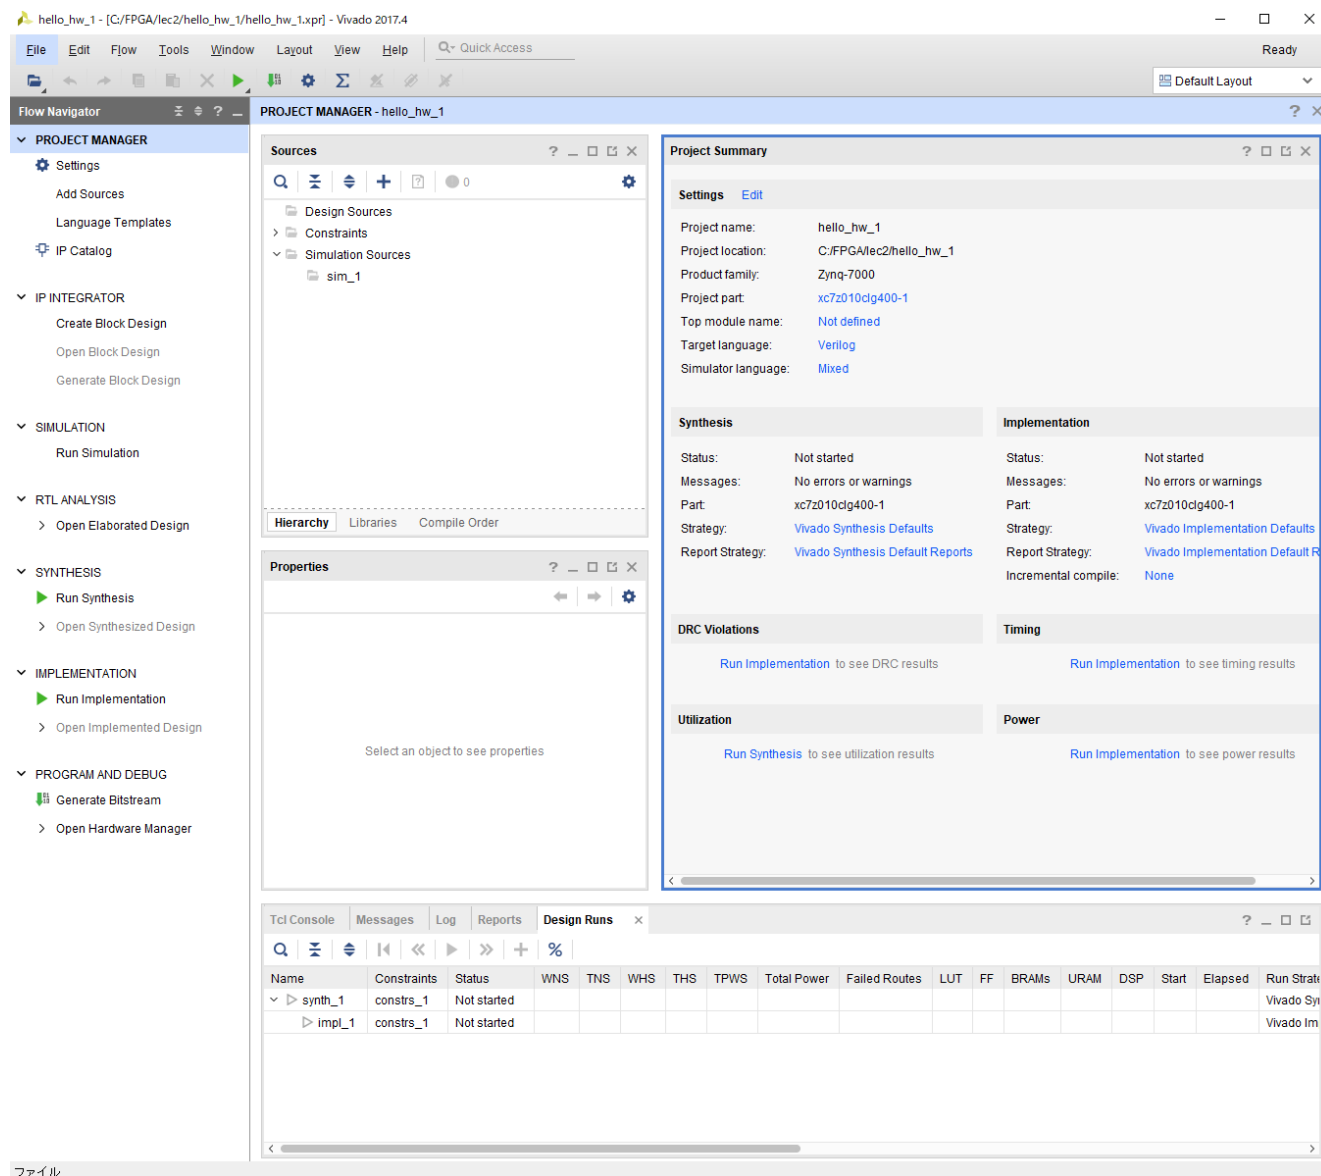 hello_hw_1 - [C:/FPGA/lec2/hello_hw_1/hello_hw_1.xpr] - Vivado 2017.4
File Edit Flow Tools Window Layout View Help Quick Access Ready
Default Layout
Flow Navigator
PROJECT MANAGER - hello_hw_1
PROJECT MANAGER
Settings
Add Sources
Language Templates
IP Catalog
IP INTEGRATOR
Create Block Design
Open Block Design
Generate Block Design
SIMULATION
Run Simulation
RTL ANALYSIS
Open Elaborated Design
SYNTHESIS
Run Synthesis
Open Synthesized Design
IMPLEMENTATION
Run Implementation
Open Implemented Design
PROGRAM AND DEBUG
Generate Bitstream
Open Hardware Manager
Sources
0
Design Sources
Constraints
Simulation Sources
sim_1
Hierarchy Libraries Compile Order
Properties
Select an object to see properties
Project Summary
Settings Edit
Project name: hello_hw_1
Project location: C:/FPGA/lec2/hello_hw_1
Product family: Zynq-7000
Project part: xc7z010clg400-1
Top module name: Not defined
Target language: Verilog
Simulator language: Mixed
Synthesis
Status: Not started
Messages: No errors or warnings
Part: xc7z010clg400-1
Strategy: Vivado Synthesis Defaults
Report Strategy: Vivado Synthesis Default Reports
Implementation
Status: Not started
Messages: No errors or warnings
Part: xc7z010clg400-1
Strategy: Vivado Implementation Defaults
Report Strategy: Vivado Implementation Default R
Incremental compile: None
DRC Violations
Run Implementation to see DRC results
Timing
Run Implementation to see timing results
Utilization
Run Synthesis to see utilization results
Power
Run Implementation to see power results
Tcl Console Messages Log Reports Design Runs
Name Constraints Status WNS TNS WHS THS TPWS Total Power Failed Routes LUT FF BRAMs URAM DSP Start Elapsed Run Strate
synth_1 constrs_1 Not started Vivado Syn
impl_1 constrs_1 Not started Vivado Im
ファイル